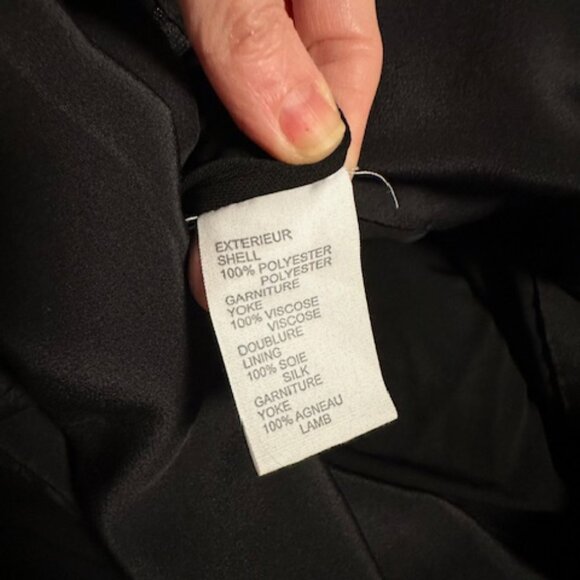 EXTERIEUR
SHELL
100% POLYESTER
POLYESTER
GARNITURE
YOKE
100% VISCOSE
VISCOSE
DOUBLURE
LINING
100% SOIE
SILK
GARNITURE
YOKE
100% AGNEAU
LAMB